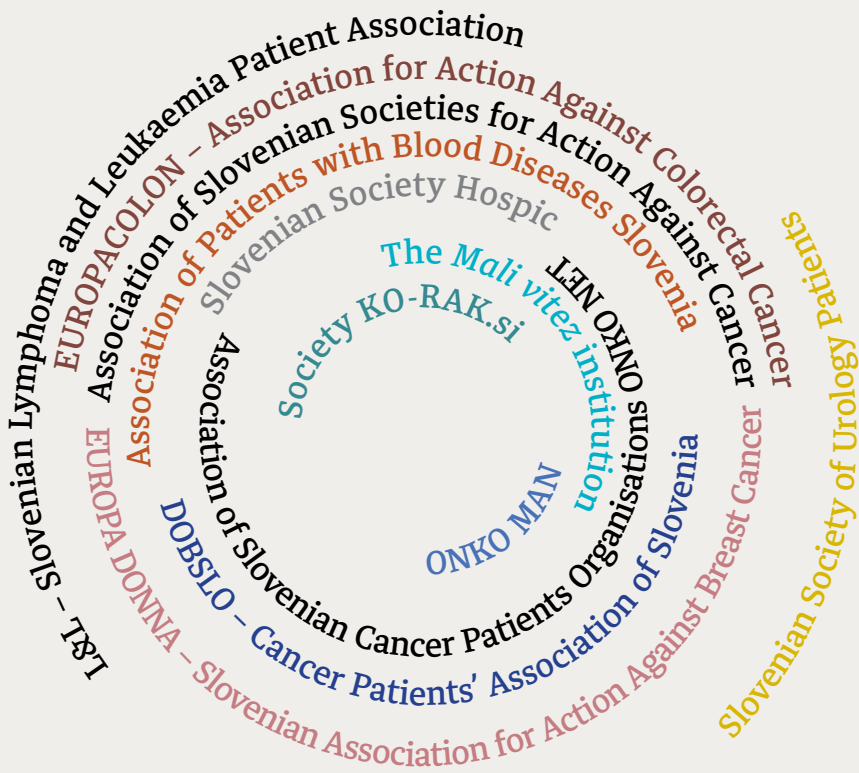 L&L – Slovenian Lymphoma and Leukaemia Patient Association
EUROPACOLON – Association for Action Against Colorectal Cancer
Association of Slovenian Societies for Action Against Cancer
Association of Patients with Blood Diseases Slovenia
Slovenian Society Hospic
The Mali vitez institution
Society KO-RAK.si
ONKO MAN
Association of Slovenian Cancer Patients Organisations ONKO NET
DOBSLO – Cancer Patients’ Association of Slovenia
EUROPA DONNA – Slovenian Association for Action Against Breast Cancer
Slovenian Society of Urology Patients